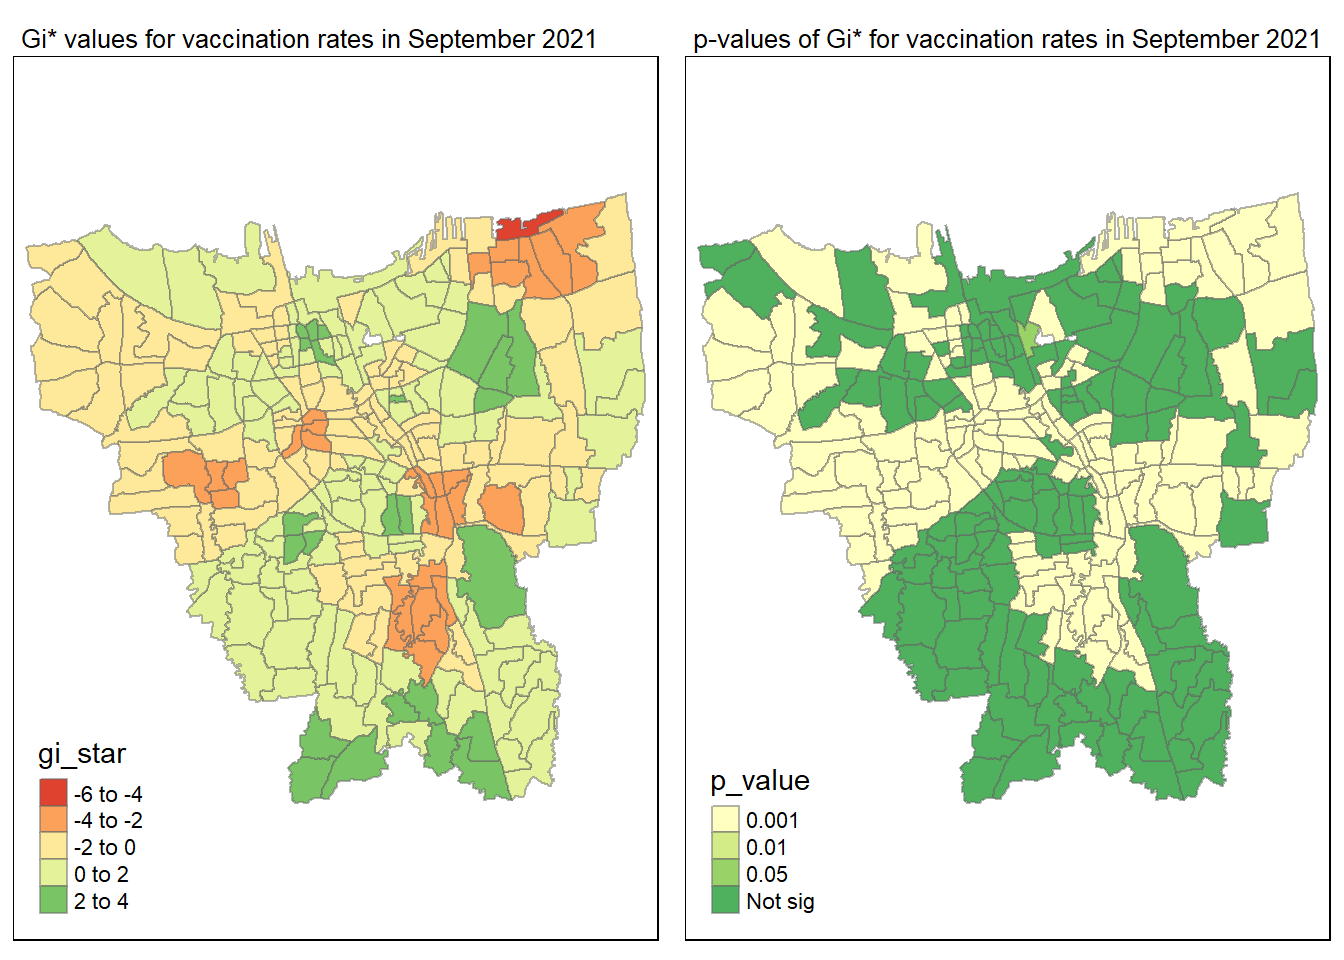 Gi* values for vaccination rates in September 2021
p-values of Gi* for vaccination rates in September 2021
gi_star
-6 to -4
-4 to -2
-2 to 0
0 to 2
2 to 4
p_value
0.001
0.01
0.05
Not sig